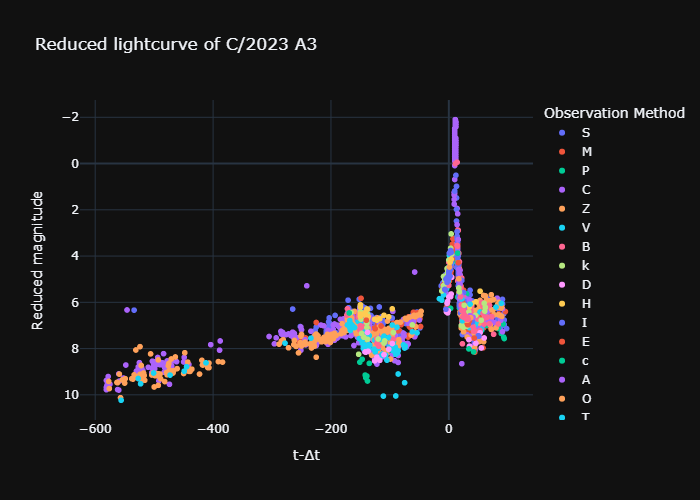 Reduced lightcurve of C/2023 A3
Observation Method
S
M
P
C
Z
V
B
k
D
H
I
E
c
A
O
T
Reduced magnitude
−2
0
2
4
6
8
10
−600
−400
−200
0
t-Δt